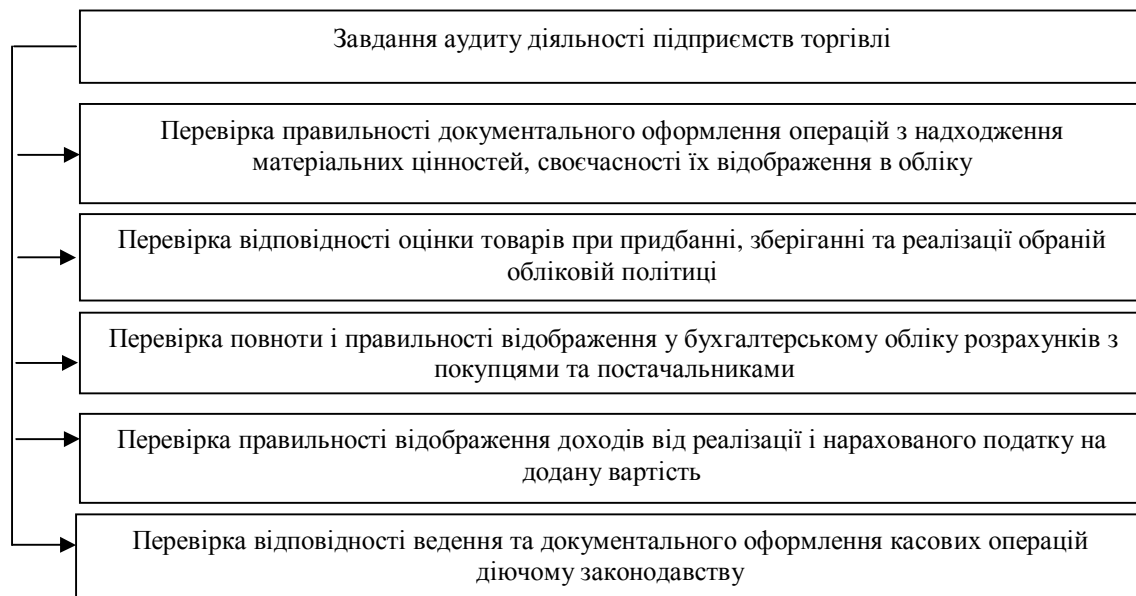 Завдання аудиту діяльності підприємств торгівлі
Перевірка правильності документального оформлення операцій з надходження
матеріальних цінностей, своєчасності їх відображення в обліку
Перевірка відповідності оцінки товарів при придбанні, зберіганні та реалізації обраній
обліковій політиці
Перевірка повноти і правильності відображення у бухгалтерському обліку розрахунків з
покупцями та постачальниками
Перевірка правильності відображення доходів від реалізації і нарахованого податку на
додану вартість
Перевірка відповідності ведення та документального оформлення касових операцій
діючому законодавству